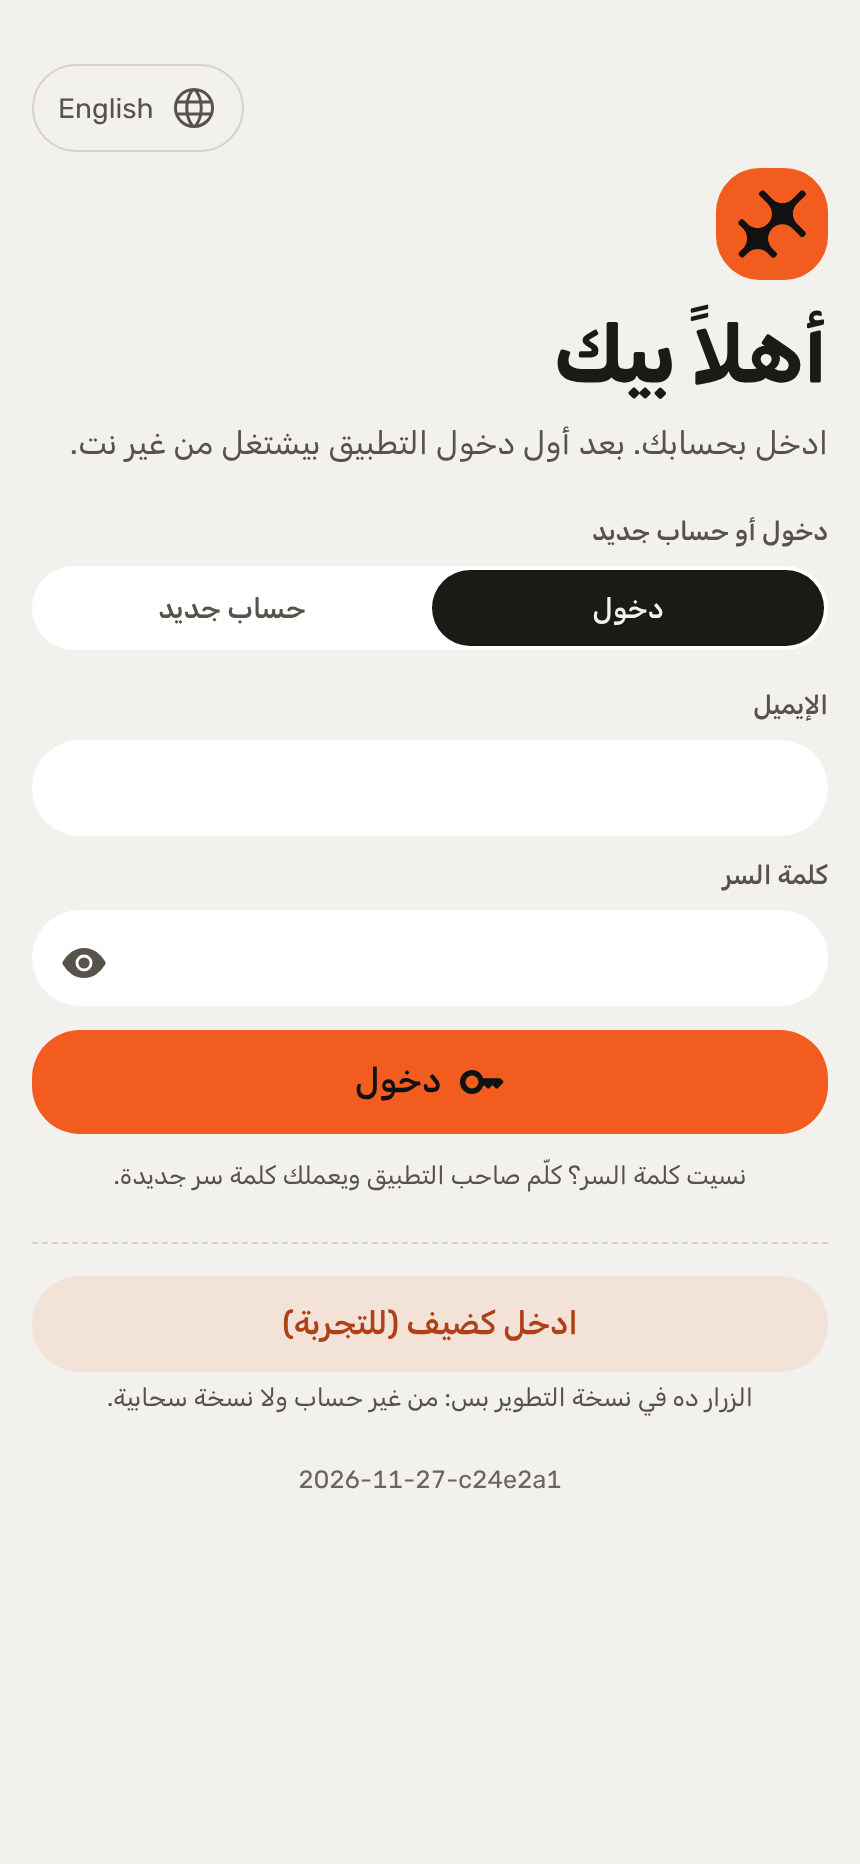 English
أهلاً بيك
ادخل بحسابك. بعد أول دخول التطبيق بيشتغل من غير نت.
دخول أو حساب جديد
دخول
حساب جديد
الإيميل
كلمة السر
دخول
نسيت كلمة السر؟ كلّم صاحب التطبيق ويعملك كلمة سر جديدة.
ادخل كضيف (للتجربة)
الزرار ده في نسخة التطوير بس: من غير حساب ولا نسخة سحابية.
2026-11-27-c24e2a1